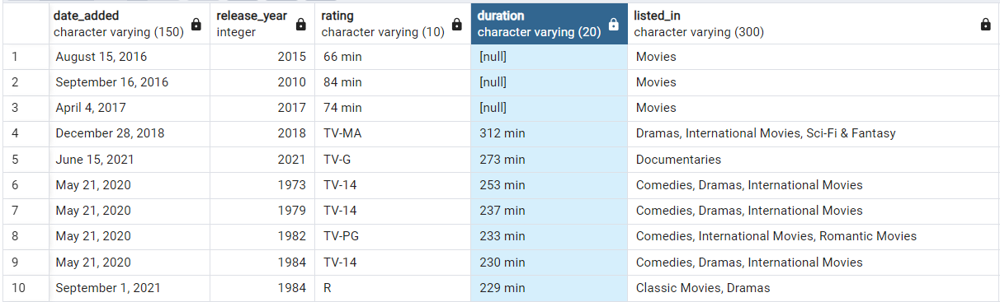 date_added release_year rating duration listed_in
character varying (150) integer character varying (10) character varying (20) character varying (300)
1 August 15, 2016 2015 66 min [null] Movies
2 September 16, 2016 2010 84 min [null] Movies
3 April 4, 2017 2017 74 min [null] Movies
4 December 28, 2018 2018 TV-MA 312 min Dramas, International Movies, Sci-Fi & Fantasy
5 June 15, 2021 2021 TV-G 273 min Documentaries
6 May 21, 2020 1973 TV-14 253 min Comedies, Dramas, International Movies
7 May 21, 2020 1979 TV-14 237 min Comedies, Dramas, International Movies
8 May 21, 2020 1982 TV-PG 233 min Comedies, International Movies, Romantic Movies
9 May 21, 2020 1984 TV-14 230 min Comedies, Dramas, International Movies
10 September 1, 2021 1984 R 229 min Classic Movies, Dramas